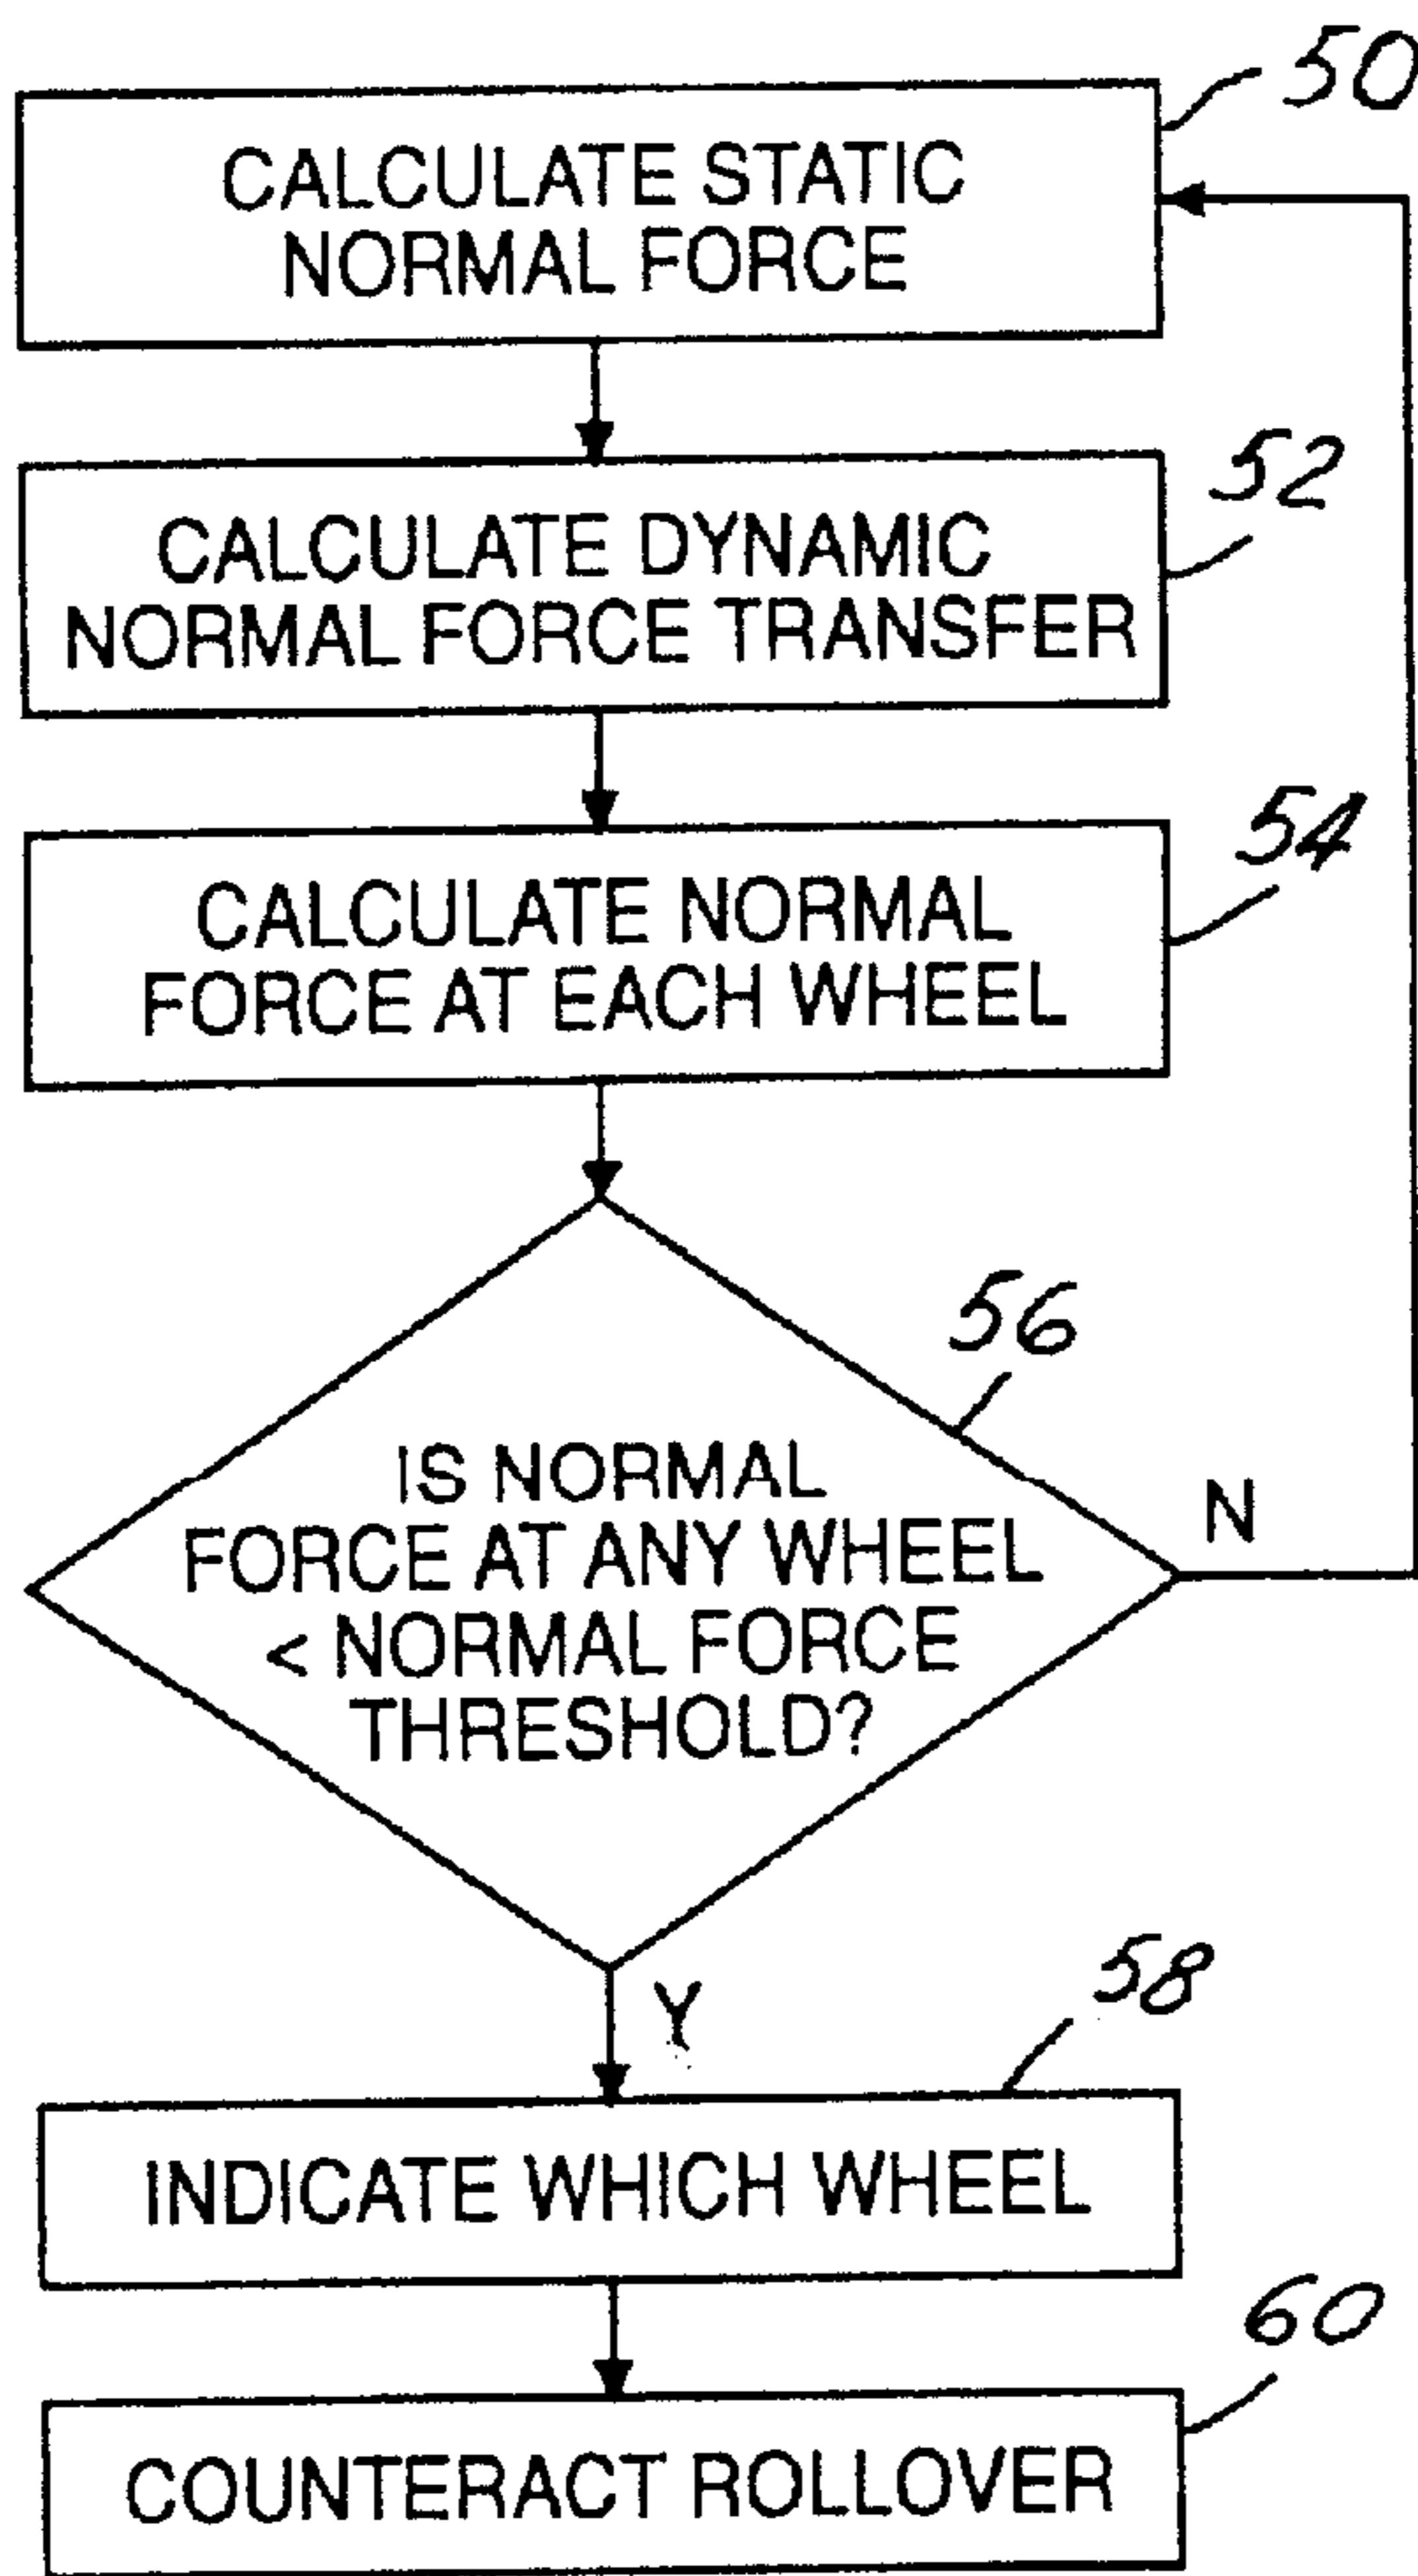 50
CALCULATE STATIC
NORMAL FORCE
52
CALCULATE DYNAMIC
NORMAL FORCE TRANSFER
54
CALCULATE NORMAL
FORCE AT EACH WHEEL
56
IS NORMAL
FORCE AT ANY WHEEL
< NORMAL FORCE
THRESHOLD?
N
Y
58
INDICATE WHICH WHEEL
60
COUNTERACT ROLLOVER